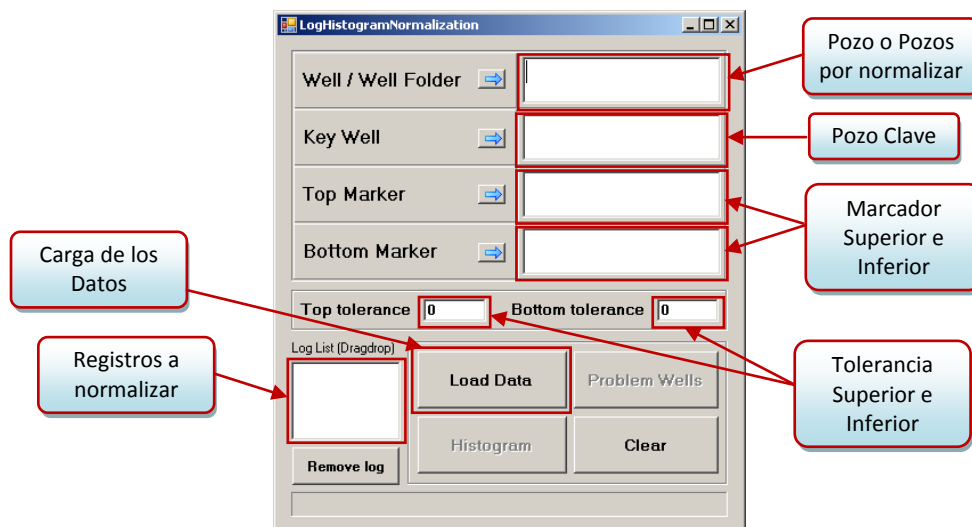 LogHistogramNormalization
Well / Well Folder
Key Well
Top Marker
Bottom Marker
Top tolerance 0 Bottom tolerance 0
Log List (Dragdrop)
Load Data
Problem Wells
Histogram
Clear
Remove log
Pozo o Pozos
por normalizar
Pozo Clave
Marcador
Superior e
Inferior
Tolerancia
Superior e
Inferior
Carga de los
Datos
Registros a
normalizar